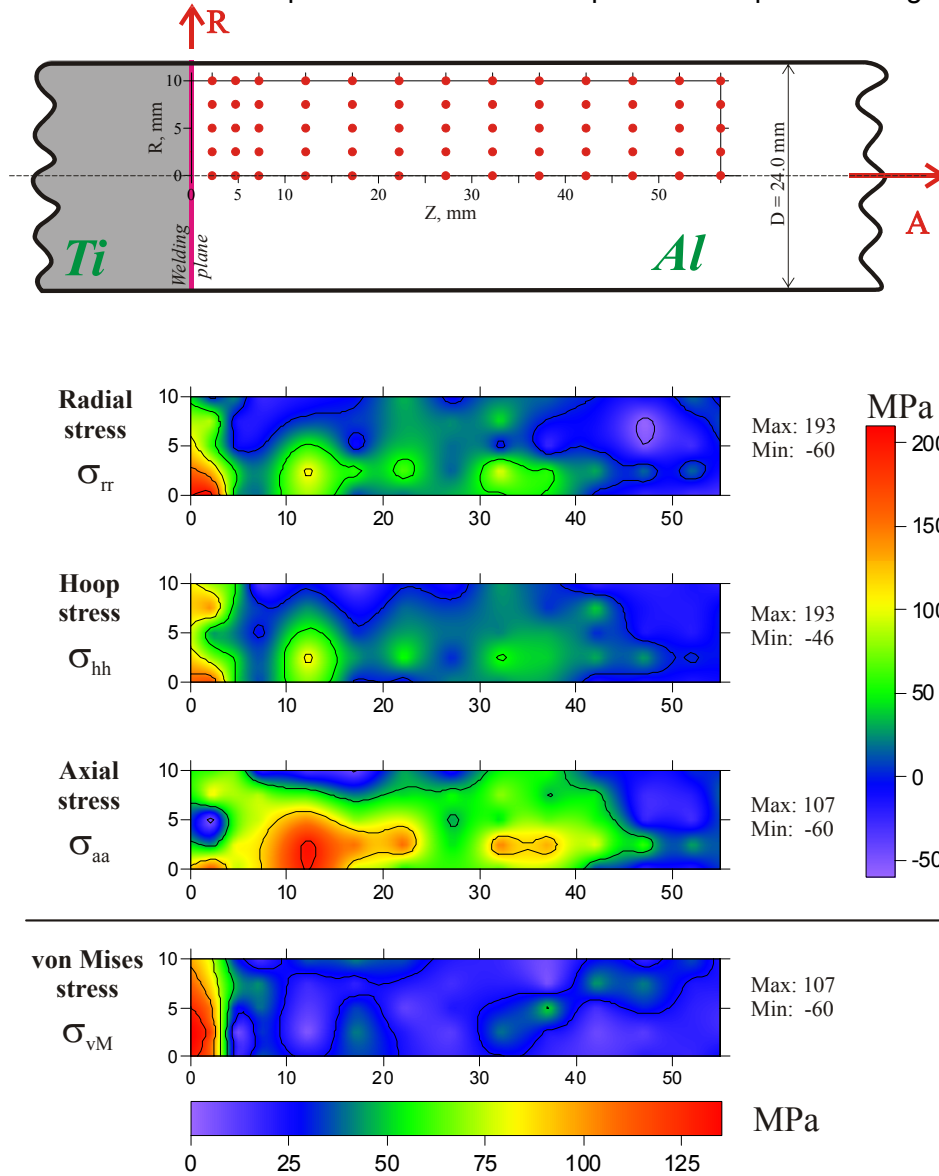 R
10
5
0
R, mm
0 5 10 20 30 40 50
Z, mm
Welding
plane
Ti
Al
D = 24.0 mm
A
Radial
stress
σrr
10
5
0
0 10 20 30 40 50
Max: 193
Min: -60
MPa
200
150
100
50
0
-50
Hoop
stress
σhh
10
5
0
0 10 20 30 40 50
Max: 193
Min: -46
Axial
stress
σaa
10
5
0
0 10 20 30 40 50
Max: 107
Min: -60
von Mises
stress
σvM
10
5
0
0 10 20 30 40 50
Max: 107
Min: -60
0 25 50 75 100 125
MPa